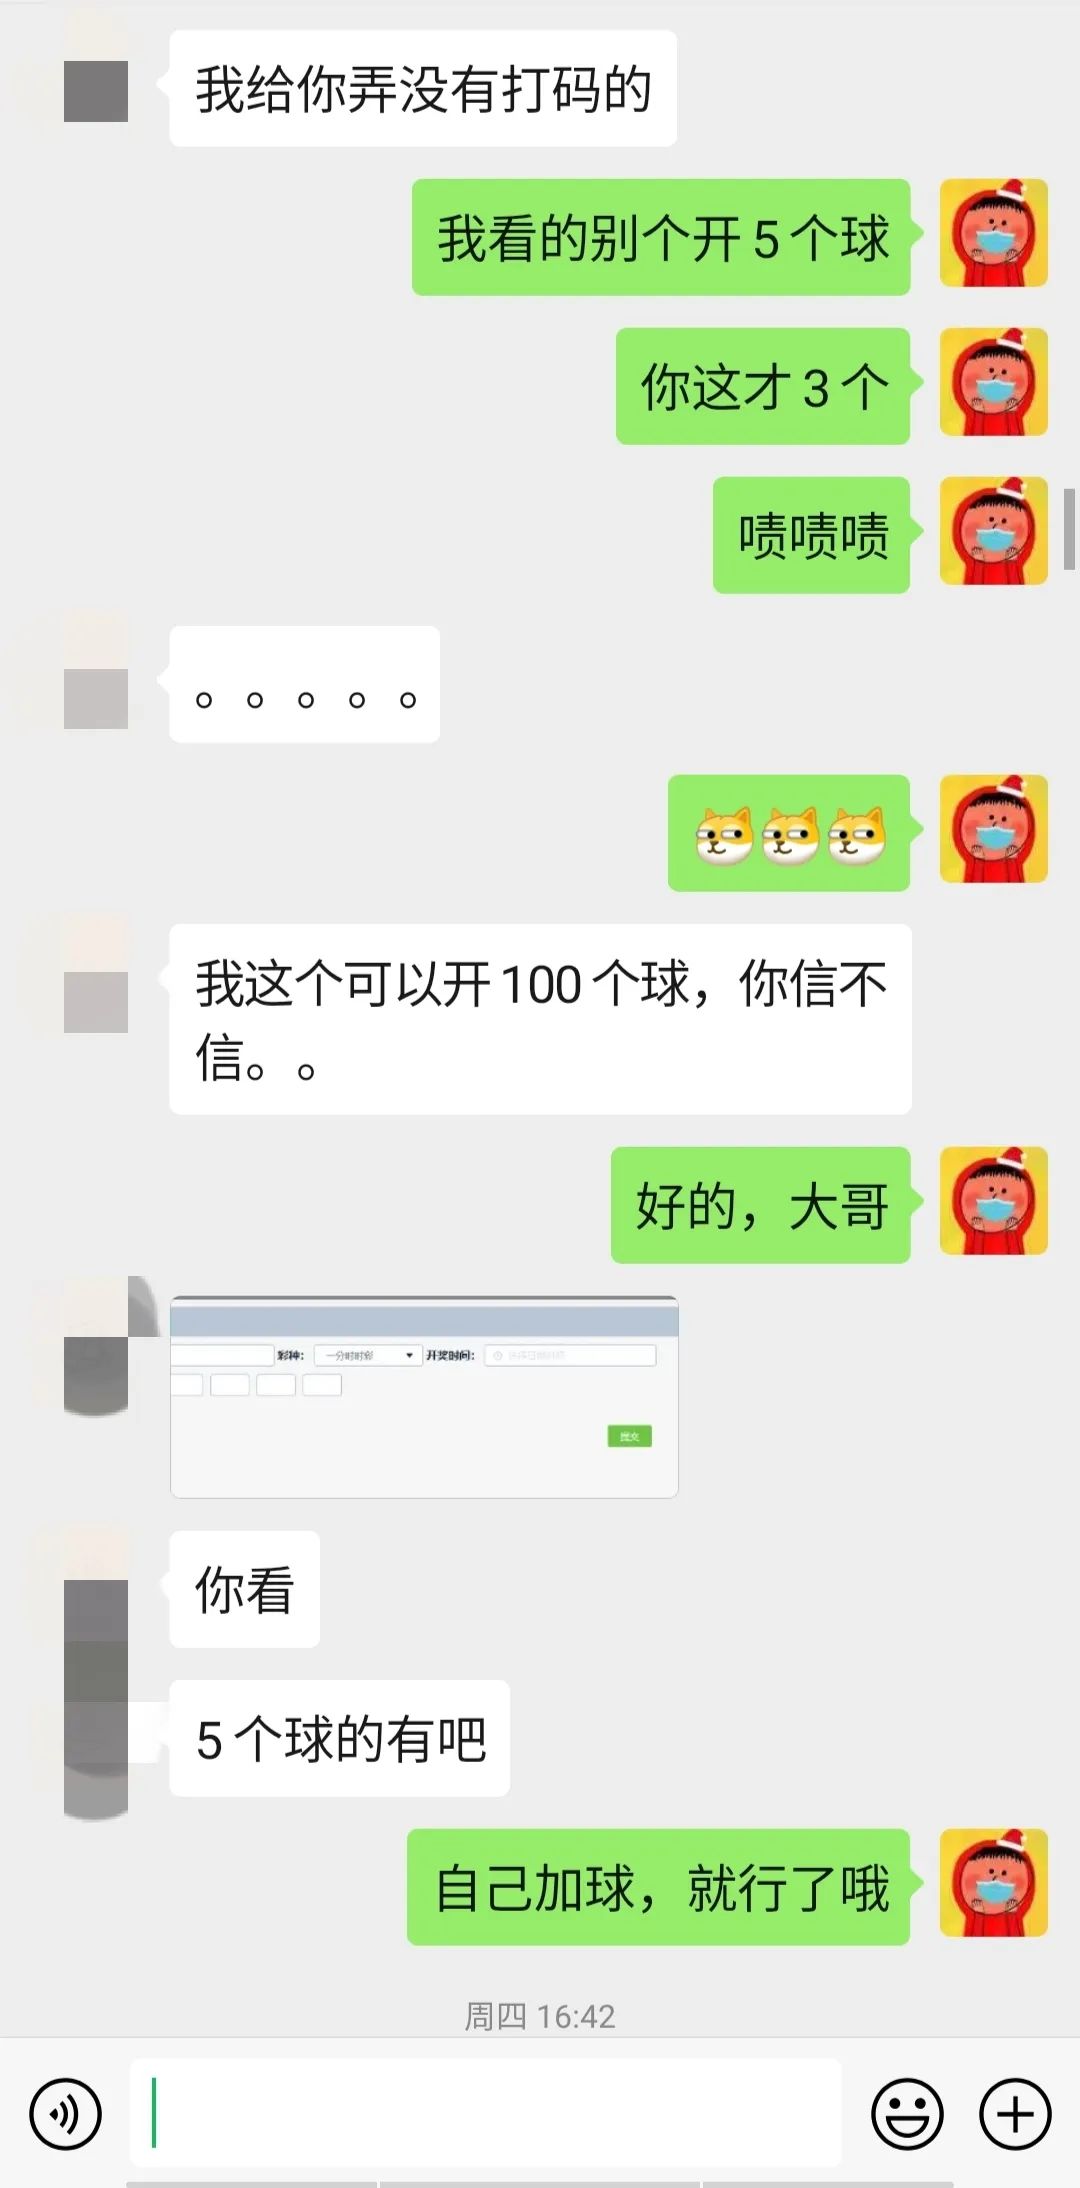 我给你弄没有打码的
我看的别个开5个球
你这才3个
啧啧啧
。。。。。
我这个可以开100个球，你信不
信。。
好的，大哥
彩种： 一分时时彩 开奖时间：
提交
你看
5个球的有吧
自己加球，就行了哦
周四 16:42